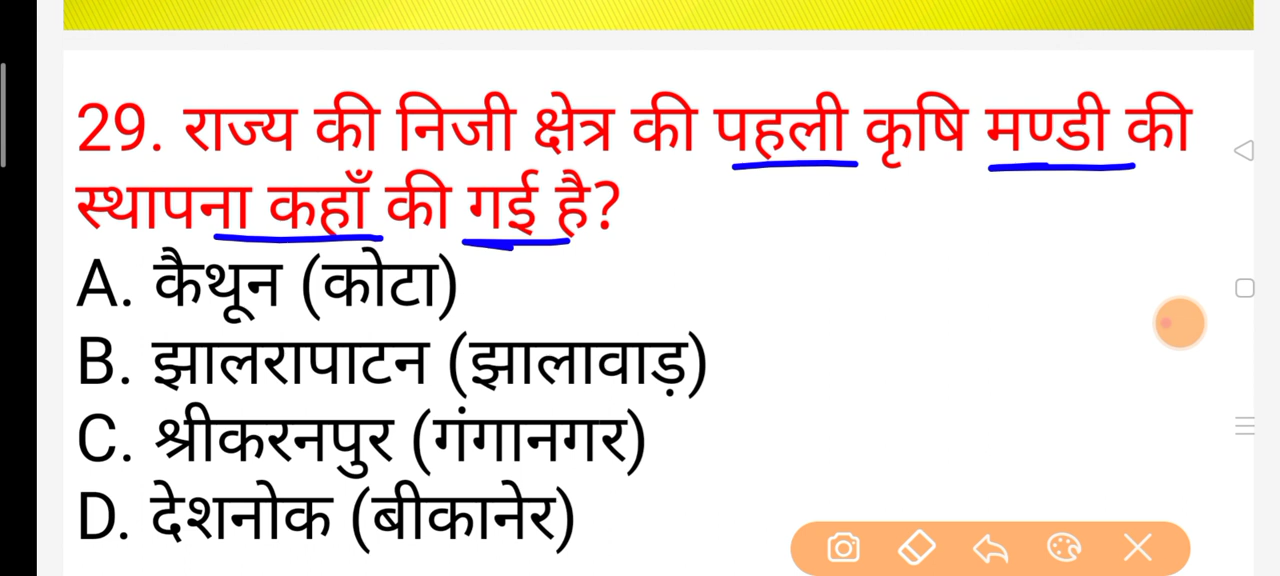 29. राज्य की निजी क्षेत्र की पहली कृषि मण्डी की
स्थापना कहाँ की गई है?
A. कैथून (कोटा)
B. झालरापाटन (झालावाड़)
C. श्रीकरनपुर (गंगानगर)
D. देशनोक (बीकानेर)